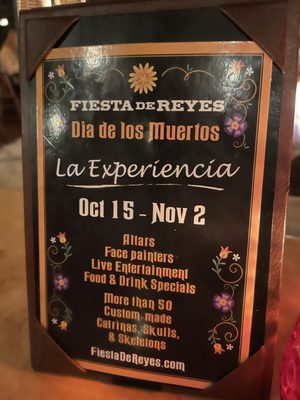 FIESTA DE REYES
Dia de los Muertos
La Experiencia
Oct 15 - Nov 2
Altars
Face painters
Live Entertainment
Food & Drink Specials
More than 50
Custom-made
Catrinas, Skulls,
& Skeletons
FiestaDeReyes.com